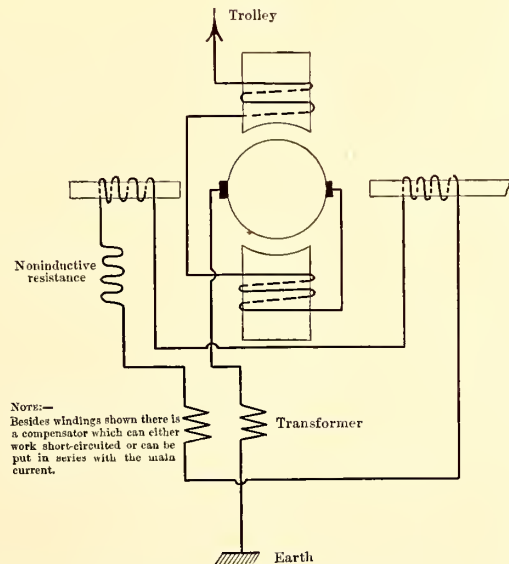 Trolley
Noninductive
resistance
NOTE:—
Besides windings shown there is
a compensator which can either
work short-circuited or can be
put in series with the main
current.
Transformer
Earth